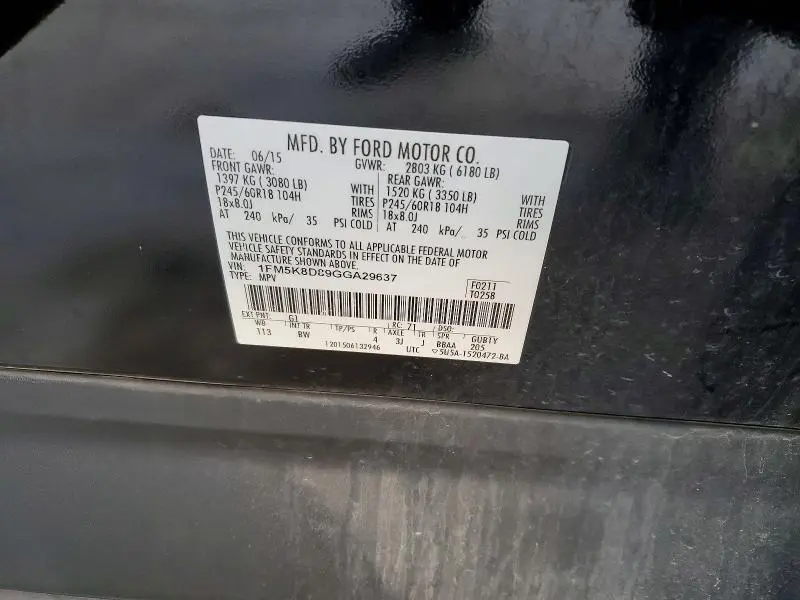 MFD. BY FORD MOTOR CO.
DATE: 06/15 GVWR: 2803 KG ( 6180 LB)
FRONT GAWR: REAR GAWR:
1397 KG ( 3080 LB) WITH 1520 KG ( 3350 LB) WITH
P245/60R18 104H TIRES P245/60R18 104H TIRES
18x8.0J RIMS 18x8.0J RIMS
AT 240 kPa/ 35 PSI COLD AT 240 kPa/ 35 PSI COLD
THIS VEHICLE CONFORMS TO ALL APPLICABLE FEDERAL MOTOR
VEHICLE SAFETY STANDARDS IN EFFECT ON THE DATE OF
MANUFACTURE SHOWN ABOVE.
VIN: 1FM5K8D89GGA29637 F0211
TYPE: MPV T0258
EXT PNT: G1 RC: 71 DSO:
WB INT TR TP/PS R AXLE TR SPR GUBTY
113 BW 4 3J J BBAA 205
1201506132946 UTC 5U5A-1520472-BA